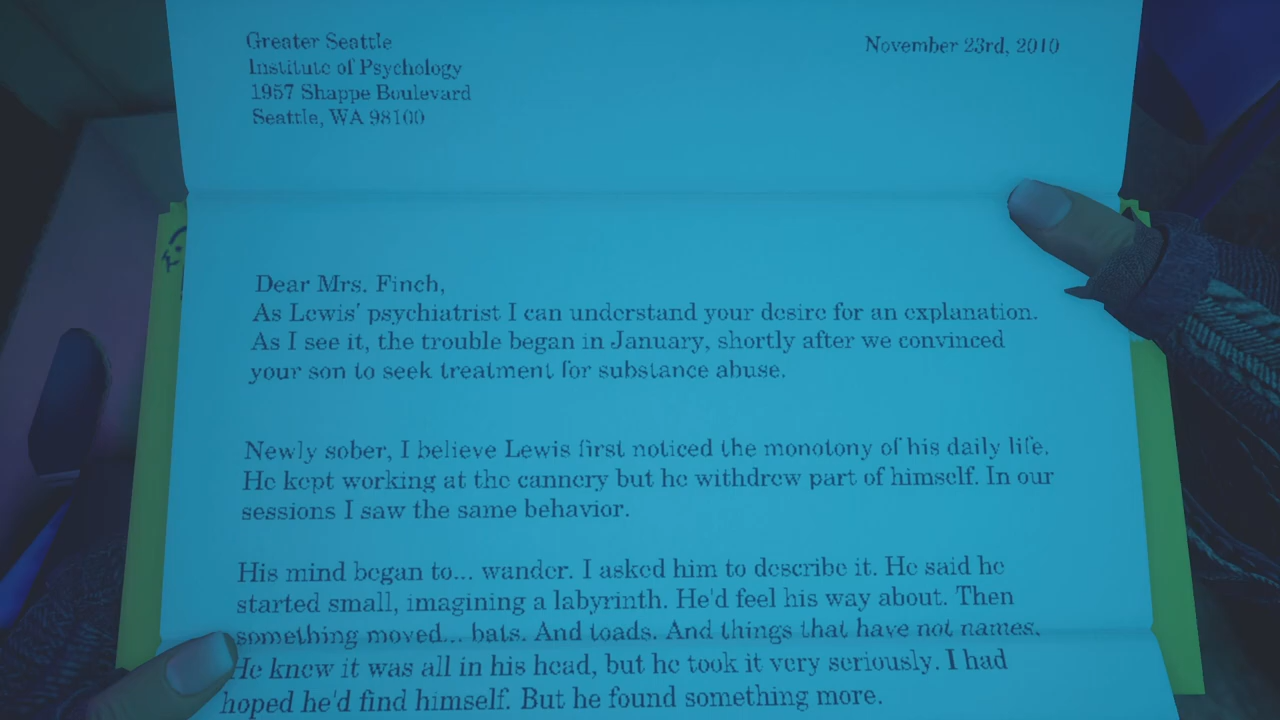 Greater Seattle
November 23rd, 2010
Institute of Psychology
1957 Shappe Boulevard
Seattle, WA 98100
Dear Mrs. Finch,
As Lewis' psychiatrist I can understand your desire for an explanation.
As I see it, the trouble began in January, shortly after we convinced
your son to seek treatment for substance abuse.
Newly sober, I believe Lewis first noticed the monotony of his daily life.
He kept working at the cannery but he withdrew part of himself. In our
sessions I saw the same behavior.
His mind began to... wander. I asked him to describe it. He said he
started small, imagining a labyrinth. He'd feel his way about. Then
something moved... bats. And toads. And things that have not names.
He knew it was all in his head, but he took it very seriously. I had
hoped he'd find himself. But he found something more.